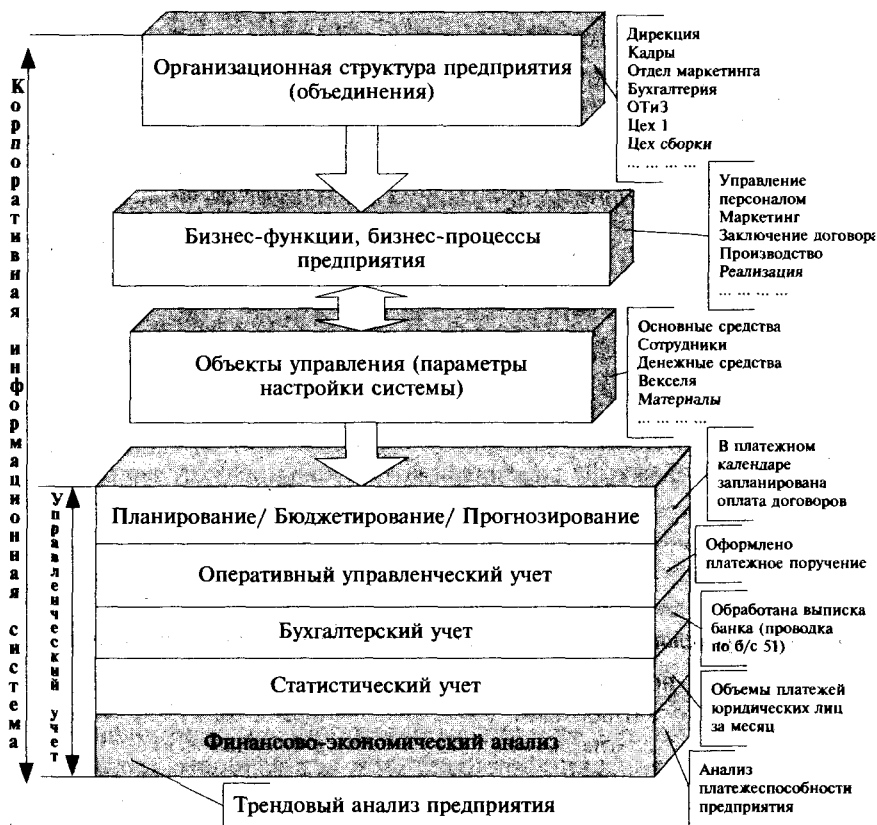 Корпоративная информационная система
Управленческий учет
Организационная структура предприятия
(объединения)
Дирекция
Кадры
Отдел маркетинга
Бухгалтерия
ОТиЗ
Цех 1
Цех сборки
... ... ... ...
Бизнес-функции, бизнес-процессы
предприятия
Управление
персоналом
Маркетинг
Заключение договора
Производство
Реализация
... ... ... ...
Объекты управления (параметры
настройки системы)
Основные средства
Сотрудники
Денежные средства
Векселя
Материалы
... ... ... ...
Планирование/ Бюджетирование/ Прогнозирование
В платежном
календаре
запланирована
оплата договоров
Оперативный управленческий учет
Оформлено
платежное поручение
Бухгалтерский учет
Обработана выписка
банка (проводка
по б/с 51)
Статистический учет
Объемы платежей
юридических лиц
за месяц
Финансово-экономический анализ
Анализ
платежеспособности
предприятия
Трендовый анализ предприятия